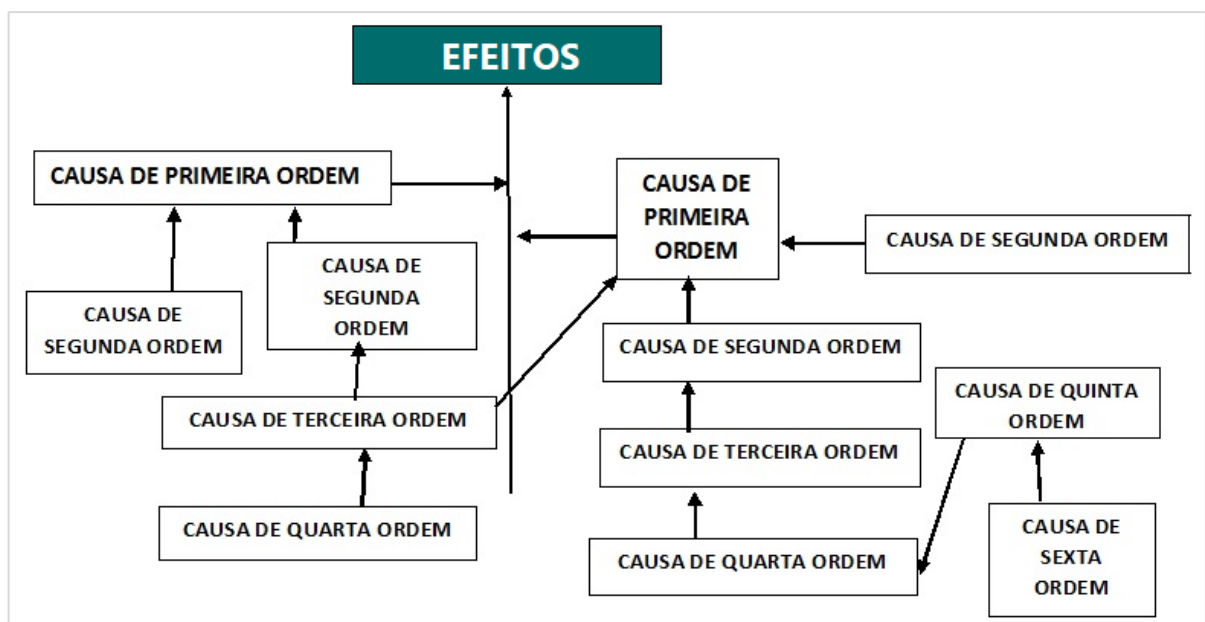 EFEITOS
CAUSA DE PRIMEIRA ORDEM
CAUSA DE
PRIMEIRA
ORDEM
CAUSA DE SEGUNDA ORDEM
CAUSA DE
SEGUNDA
ORDEM
CAUSA DE
SEGUNDA ORDEM
CAUSA DE SEGUNDA ORDEM
CAUSA DE TERCEIRA ORDEM
CAUSA DE QUINTA
ORDEM
CAUSA DE TERCEIRA ORDEM
CAUSA DE QUARTA ORDEM
CAUSA DE QUARTA ORDEM
CAUSA DE
SEXTA
ORDEM